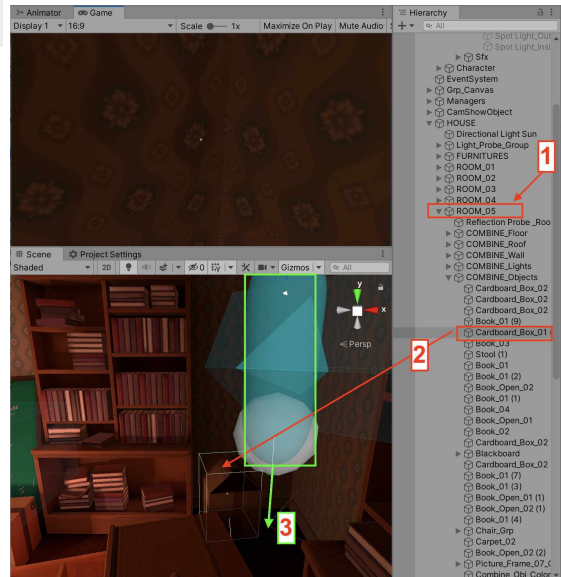 Animator Game
Display 1 16:9 Scale 1x Maximize On Play Mute Audio
Scene Project Settings
Shaded 2D 0 Gizmos All
y
x
Persp
2
3
Hierarchy
All
Spot Light_Out
Spot Light_Insi
Sfx
Character
EventSystem
Grp_Canvas
Managers
CamShowObject
HOUSE
Directional Light Sun
Light_Probe_Group
FURNITURES
1
ROOM_01
ROOM_02
ROOM_03
ROOM_04
ROOM_05
Reflection Probe _Roo
COMBINE_Floor
COMBINE_Roof
COMBINE_Wall
COMBINE_Lights
COMBINE_Objects
Cardboard_Box_02
Cardboard_Box_02
Cardboard_Box_02
Book_01 (9)
Cardboard_Box_01 (
Book_03
Stool (1)
Book_01
Book_01 (2)
Book_Open_02
Book_01 (1)
Book_04
Book_Open_01
Book_02
Cardboard_Box_02
Blackboard
Cardboard_Box_02
Book_01 (7)
Book_01 (3)
Book_Open_01 (1)
Book_Open_02 (1)
Book_01 (4)
Chair_Grp
Carpet_02
Book_Open_02 (2)
Picture_Frame_07_C
Combine_Obj_Color